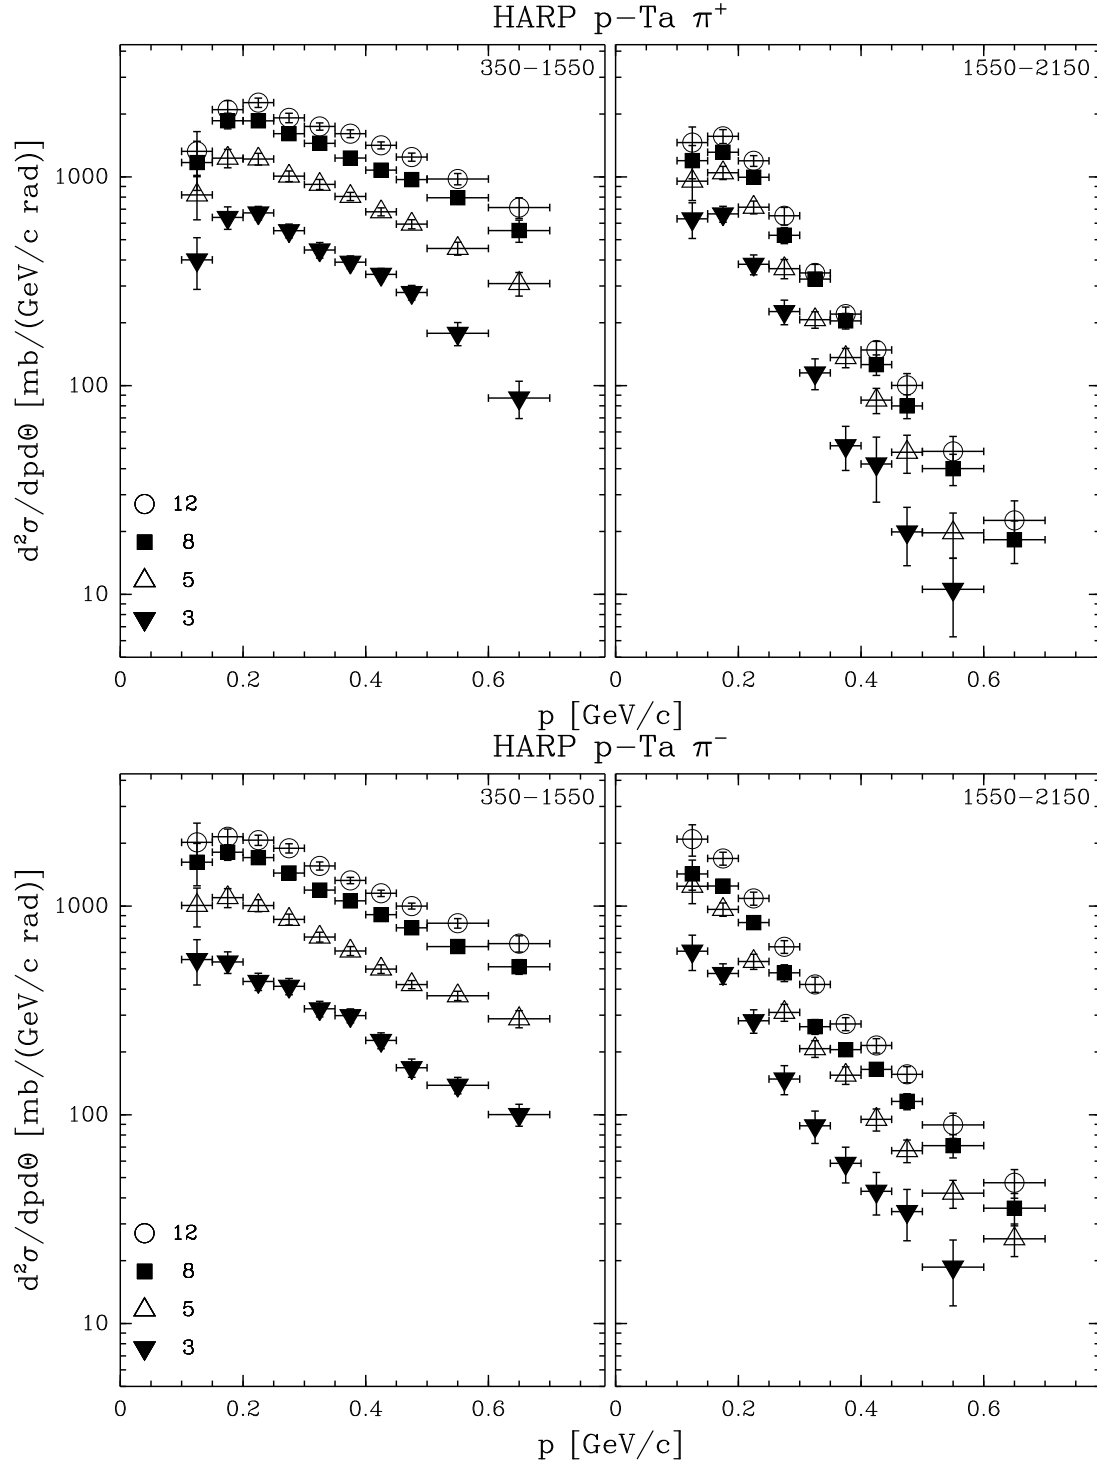 HARP p−Ta π⁺
350−1550
1550−2150
d²σ/dpdΘ [mb/(GeV/c rad)]
1000
100
10
12
8
5
3
0 0.2 0.4 0.6 0 0.2 0.4 0.6
p [GeV/c]
HARP p−Ta π⁻
350−1550
1550−2150
d²σ/dpdΘ [mb/(GeV/c rad)]
1000
100
10
12
8
5
3
0 0.2 0.4 0.6 0 0.2 0.4 0.6
p [GeV/c]